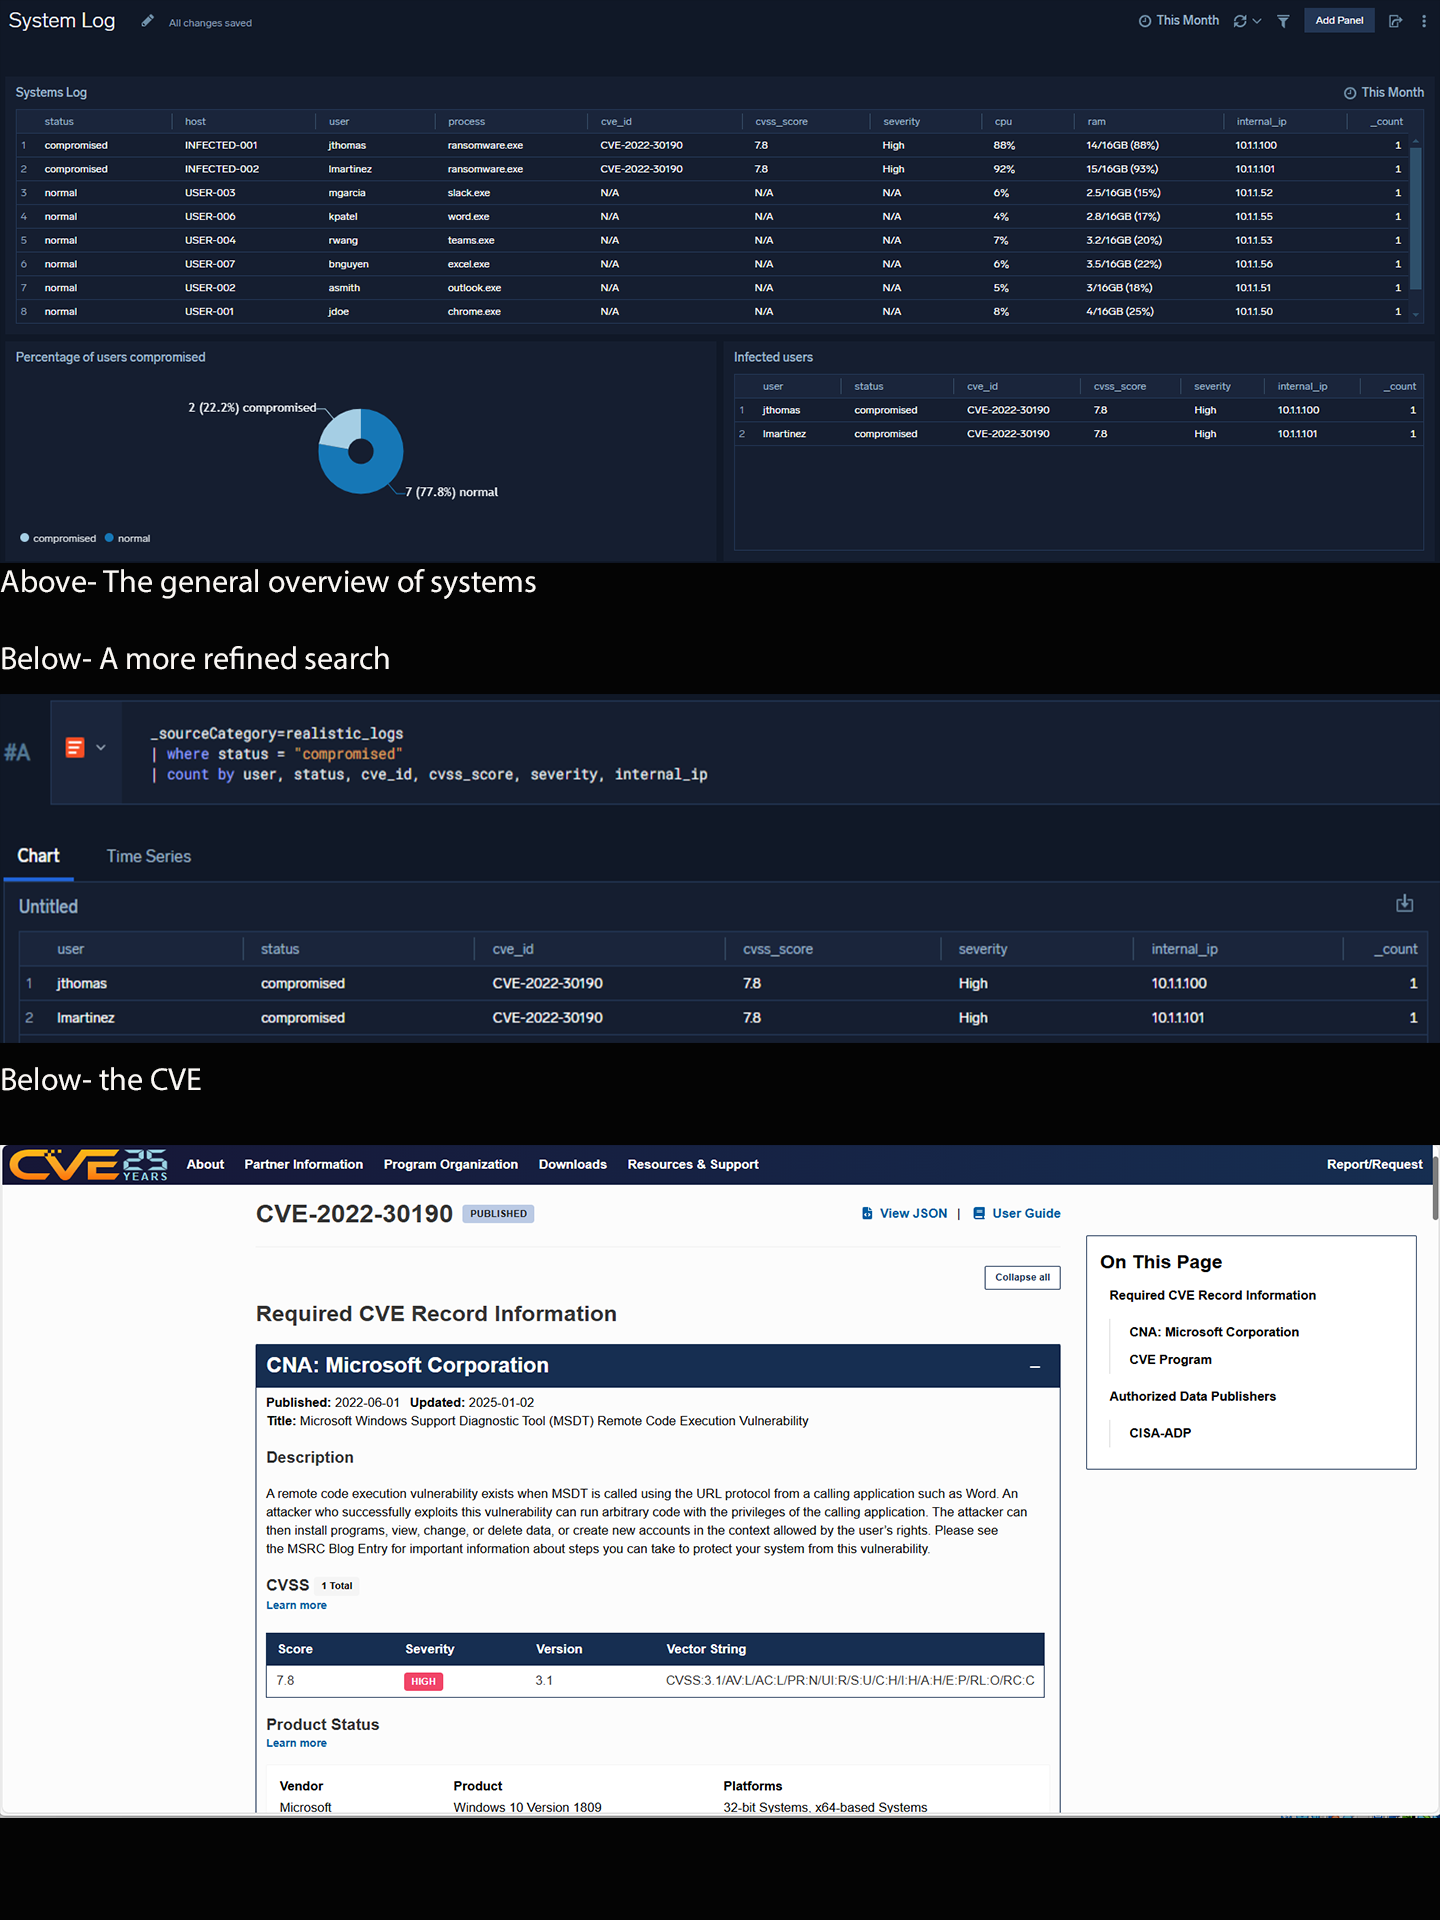 System Log All changes saved This Month Add Panel
Systems Log This Month
status host user process cve_id cvss_score severity cpu ram internal_ip _count
1 compromised INFECTED-001 jthomas ransomware.exe CVE-2022-30190 7.8 High 88% 14/16GB (88%) 10.1.1.100 1
2 compromised INFECTED-002 lmartinez ransomware.exe CVE-2022-30190 7.8 High 92% 15/16GB (93%) 10.1.1.101 1
3 normal USER-003 mgarcia slack.exe N/A N/A N/A 6% 2.5/16GB (15%) 10.1.1.52 1
4 normal USER-006 kpatel word.exe N/A N/A N/A 4% 2.8/16GB (17%) 10.1.1.55 1
5 normal USER-004 rwang teams.exe N/A N/A N/A 7% 3.2/16GB (20%) 10.1.1.53 1
6 normal USER-007 bnguyen excel.exe N/A N/A N/A 6% 3.5/16GB (22%) 10.1.1.56 1
7 normal USER-002 asmith outlook.exe N/A N/A N/A 5% 3/16GB (18%) 10.1.1.51 1
8 normal USER-001 jdoe chrome.exe N/A N/A N/A 8% 4/16GB (25%) 10.1.1.50 1
Percentage of users compromised
2 (22.2%) compromised
7 (77.8%) normal
compromised normal
Infected users
user status cve_id cvss_score severity internal_ip _count
1 jthomas compromised CVE-2022-30190 7.8 High 10.1.1.100 1
2 lmartinez compromised CVE-2022-30190 7.8 High 10.1.1.101 1
Above- The general overview of systems
Below- A more refined search
#A
_sourceCategory=realistic_logs
| where status = "compromised"
| count by user, status, cve_id, cvss_score, severity, internal_ip
Chart Time Series
Untitled
user status cve_id cvss_score severity internal_ip _count
1 jthomas compromised CVE-2022-30190 7.8 High 10.1.1.100 1
2 lmartinez compromised CVE-2022-30190 7.8 High 10.1.1.101 1
Below- the CVE
CVE 25 YEARS About Partner Information Program Organization Downloads Resources & Support Report/Request
CVE-2022-30190 PUBLISHED View JSON | User Guide
Collapse all
Required CVE Record Information
CNA: Microsoft Corporation
Published: 2022-06-01 Updated: 2025-01-02
Title: Microsoft Windows Support Diagnostic Tool (MSDT) Remote Code Execution Vulnerability
Description
A remote code execution vulnerability exists when MSDT is called using the URL protocol from a calling application such as Word. An
attacker who successfully exploits this vulnerability can run arbitrary code with the privileges of the calling application. The attacker can
then install programs, view, change, or delete data, or create new accounts in the context allowed by the user's rights. Please see
the MSRC Blog Entry for important information about steps you can take to protect your system from this vulnerability.
CVSS 1 Total
Learn more
Score Severity Version Vector String
7.8 HIGH 3.1 CVSS:3.1/AV:L/AC:L/PR:N/UI:R/S:U/C:H/I:H/A:H/E:P/RL:O/RC:C
Product Status
Learn more
Vendor Product Platforms
Microsoft Windows 10 Version 1809 32-bit Systems, x64-based Systems
On This Page
Required CVE Record Information
CNA: Microsoft Corporation
CVE Program
Authorized Data Publishers
CISA-ADP